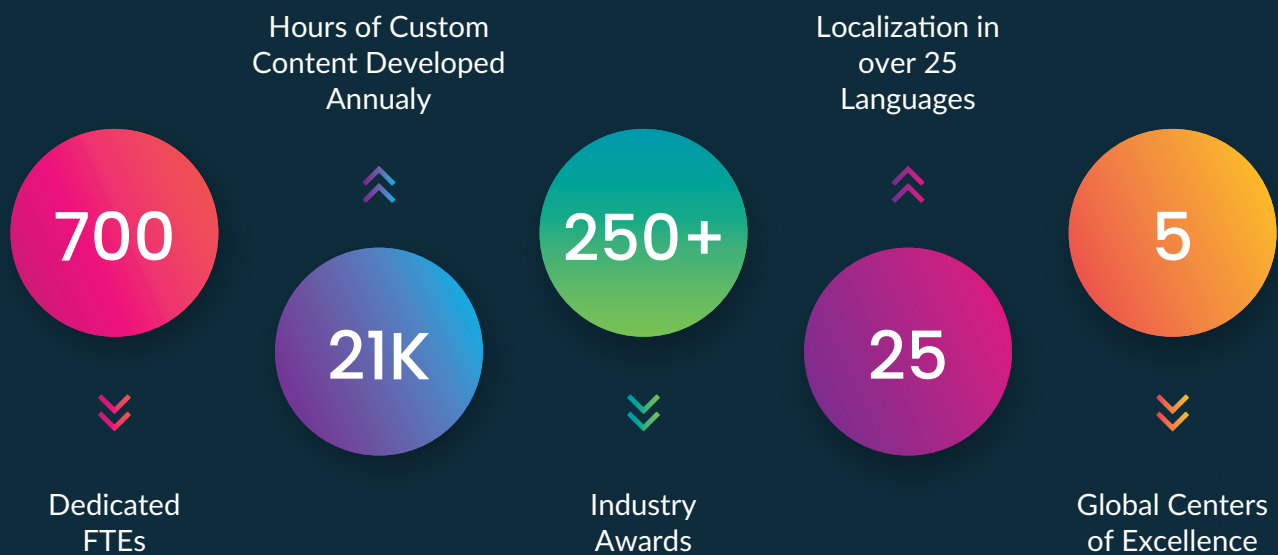 Hours of Custom
Content Developed
Annualy
Localization in
over 25
Languages
700
250+
5
21K
25
Dedicated
FTEs
Industry
Awards
Global Centers
of Excellence